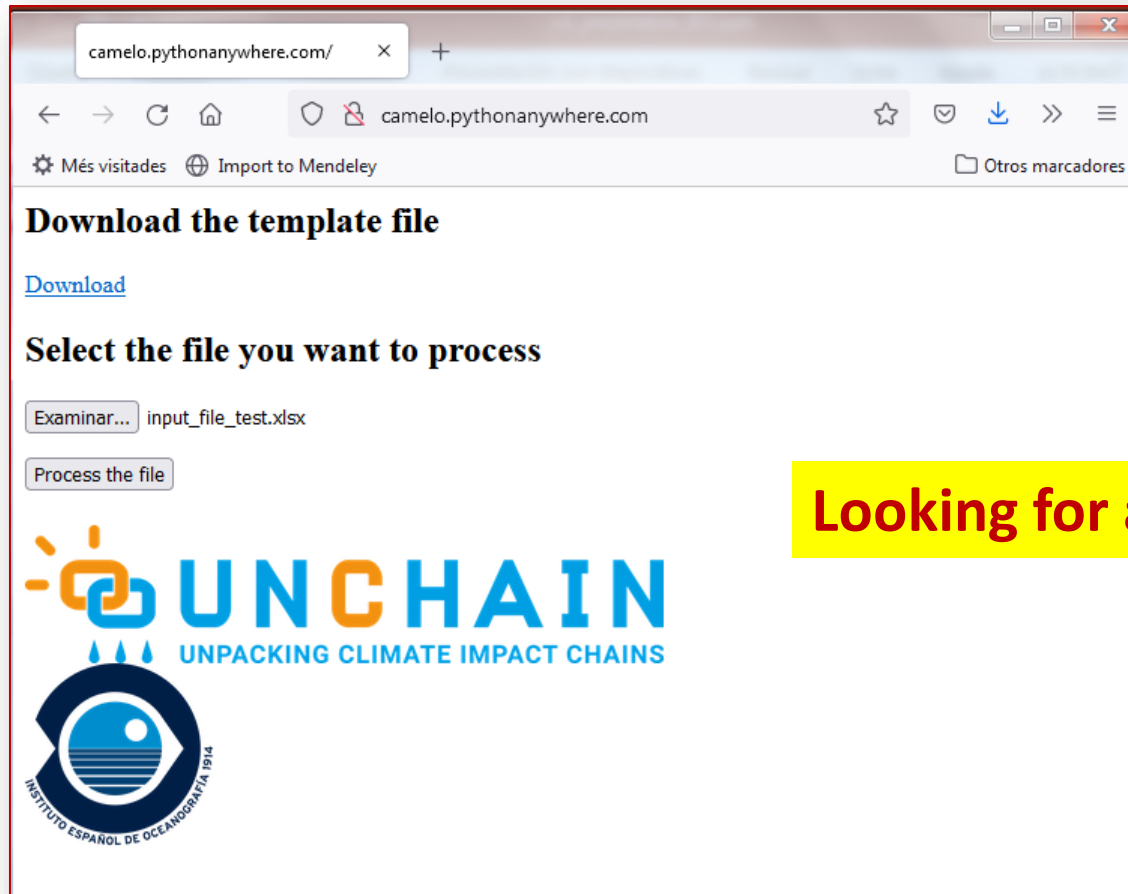 camelo.pythonanywhere.com/
camelo.pythonanywhere.com
Més visitades Import to Mendeley Otros marcadores
Download the template file
Download
Select the file you want to process
Examinar... input_file_test.xlsx
Process the file
Looking for a
UNCHAIN
UNPACKING CLIMATE IMPACT CHAINS
INSTITUTO ESPAÑOL DE OCEANOGRAFÍA 1914